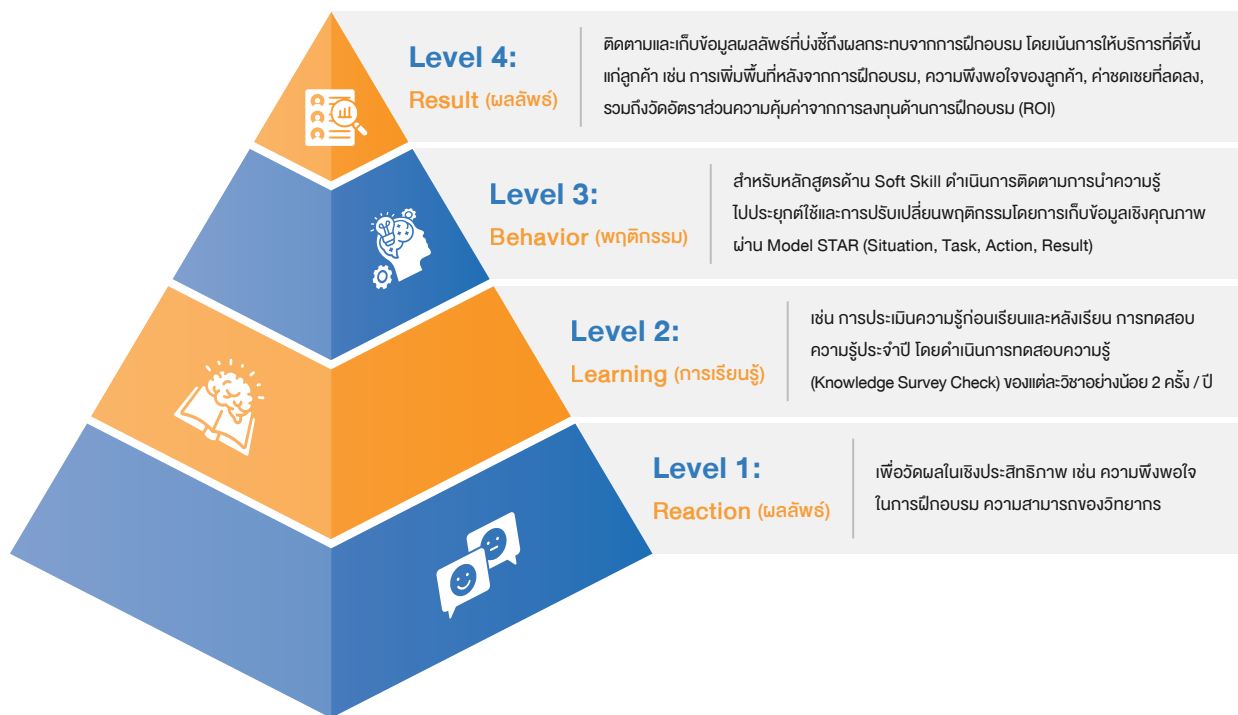 Level 4:
Result (ผลลัพธ์)
ติดตามและเก็บข้อมูลผลลัพธ์ที่บ่งชี้ถึงผลกระทบจากการฝึกอบรม โดยเน้นการให้บริการที่ดีขึ้น
แก่ลูกค้า เช่น การเพิ่มพื้นที่หลังจากการฝึกอบรม, ความพึงพอใจของลูกค้า, ค่าชดเชยที่ลดลง,
รวมถึงวัดอัตราส่วนความคุ้มค่าจากการลงทุนด้านการฝึกอบรม (ROI)
Level 3:
Behavior (พฤติกรรม)
สำหรับหลักสูตรด้าน Soft Skill ดำเนินการติดตามการนำความรู้
ไปประยุกต์ใช้และการปรับเปลี่ยนพฤติกรรมโดยการเก็บข้อมูลเชิงคุณภาพ
ผ่าน Model STAR (Situation, Task, Action, Result)
Level 2:
Learning (การเรียนรู้)
เช่น การประเมินความรู้ก่อนเรียนและหลังเรียน การทดสอบ
ความรู้ประจำปี โดยดำเนินการทดสอบความรู้
(Knowledge Survey Check) ของแต่ละวิชาอย่างน้อย 2 ครั้ง / ปี
Level 1:
Reaction (ผลลัพธ์)
เพื่อวัดผลในเชิงประสิทธิภาพ เช่น ความพึงพอใจ
ในการฝึกอบรม ความสามารถของวิทยากร